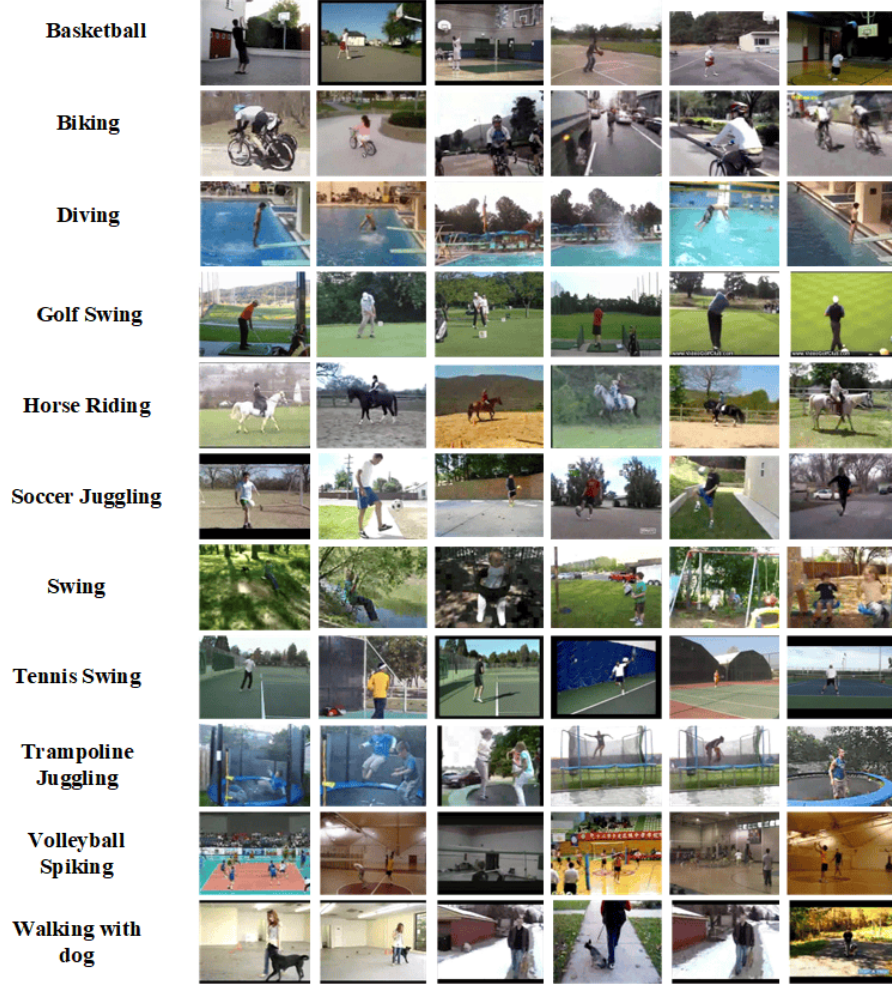 Basketball
Biking
Diving
Golf Swing
Horse Riding
Soccer Juggling
Swing
Tennis Swing
Trampoline
Juggling
Volleyball
Spiking
Walking with
dog